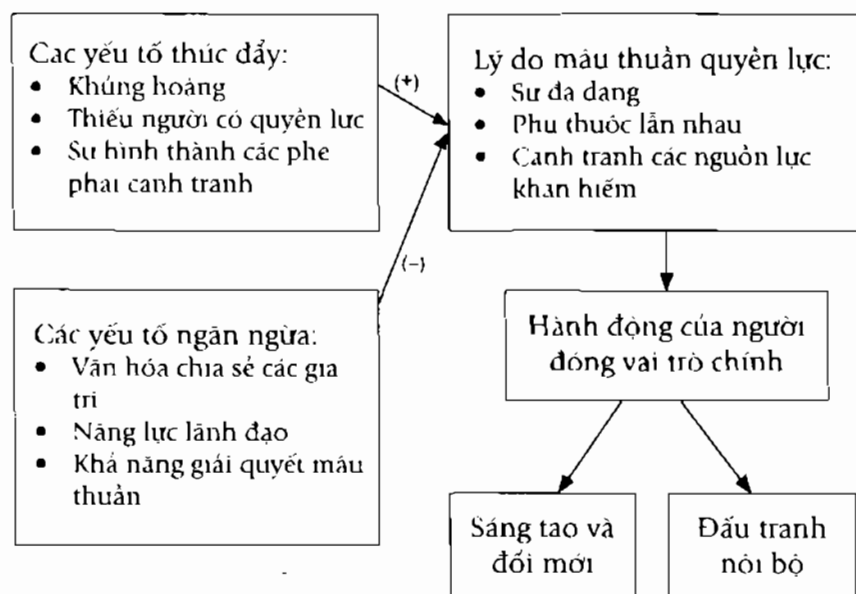 Các yếu tố thúc đẩy:
• Khủng hoảng
• Thiếu người có quyền lực
• Sự hình thành các phe
phái cạnh tranh
(+)
Lý do mâu thuẫn quyền lực:
• Sự đa dạng
• Phụ thuộc lẫn nhau
• Cạnh tranh các nguồn lực
khan hiếm
(−)
Các yếu tố ngăn ngừa:
• Văn hóa chia sẻ các giá
trị
• Năng lực lãnh đạo
• Khả năng giải quyết mâu
thuẫn
Hành động của người
đóng vai trò chính
Sáng tạo và
đổi mới
Đấu tranh
nội bộ